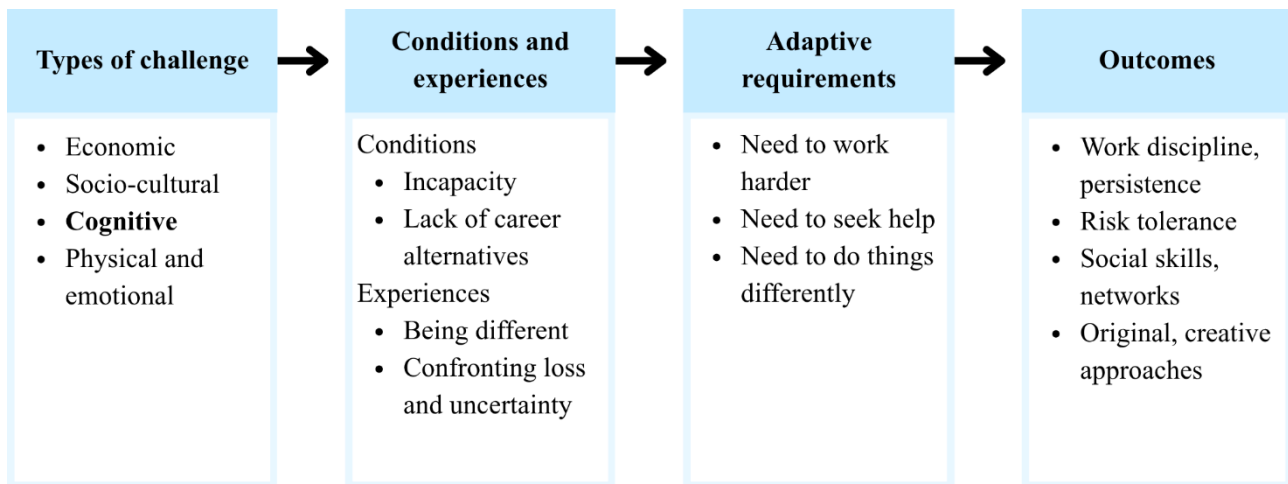 Types of challenge
• Economic
• Socio-cultural
• Cognitive
• Physical and
emotional
Conditions and
experiences
Conditions
• Incapacity
• Lack of career
alternatives
Experiences
• Being different
• Confronting loss
and uncertainty
Adaptive
requirements
• Need to work
harder
• Need to seek help
• Need to do things
differently
Outcomes
• Work discipline,
persistence
• Risk tolerance
• Social skills,
networks
• Original, creative
approaches